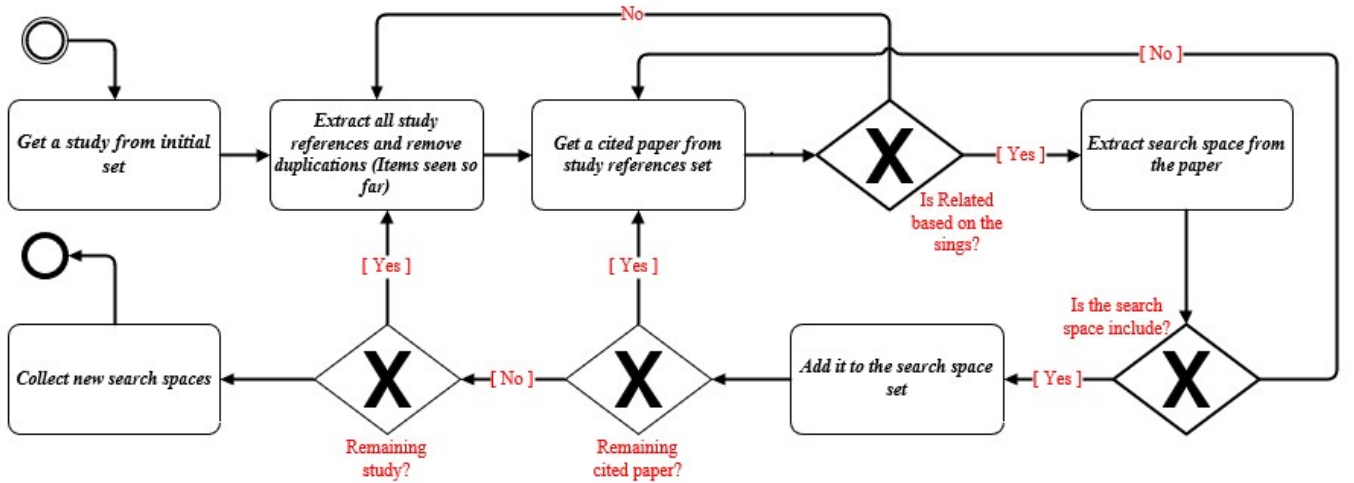 No
[ No ]
Get a study from initial
set
Extract all study
references and remove
duplications (Items seen so
far)
Get a cited paper from
study references set
X
[ Yes ]
Extract search space from
the paper
Is Related
based on the
sings?
[ Yes ]
[ Yes ]
Is the search
space include?
Collect new search spaces
X
[ No ]
X
Add it to the search space
set
[ Yes ]
X
Remaining
study?
Remaining
cited paper?